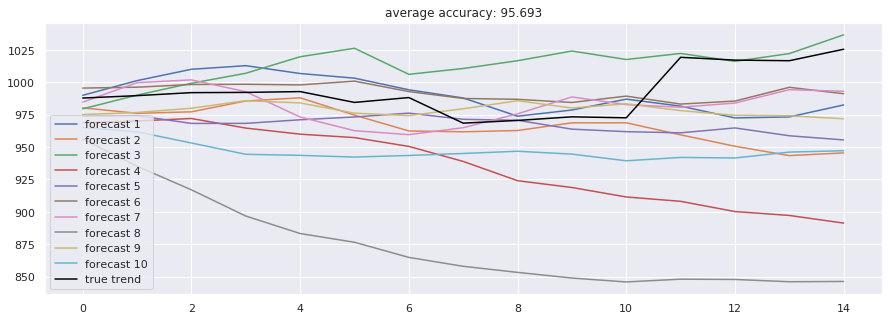 average accuracy: 95.693
1025
1000
975
950
925
900
875
850
forecast 1
forecast 2
forecast 3
forecast 4
forecast 5
forecast 6
forecast 7
forecast 8
forecast 9
forecast 10
true trend
0 2 4 6 8 10 12 14